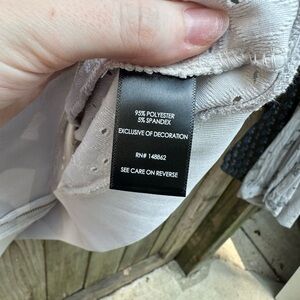 95% POLYESTER
5% SPANDEX
EXCLUSIVE OF DECORATION
RN# 148862
SEE CARE ON REVERSE